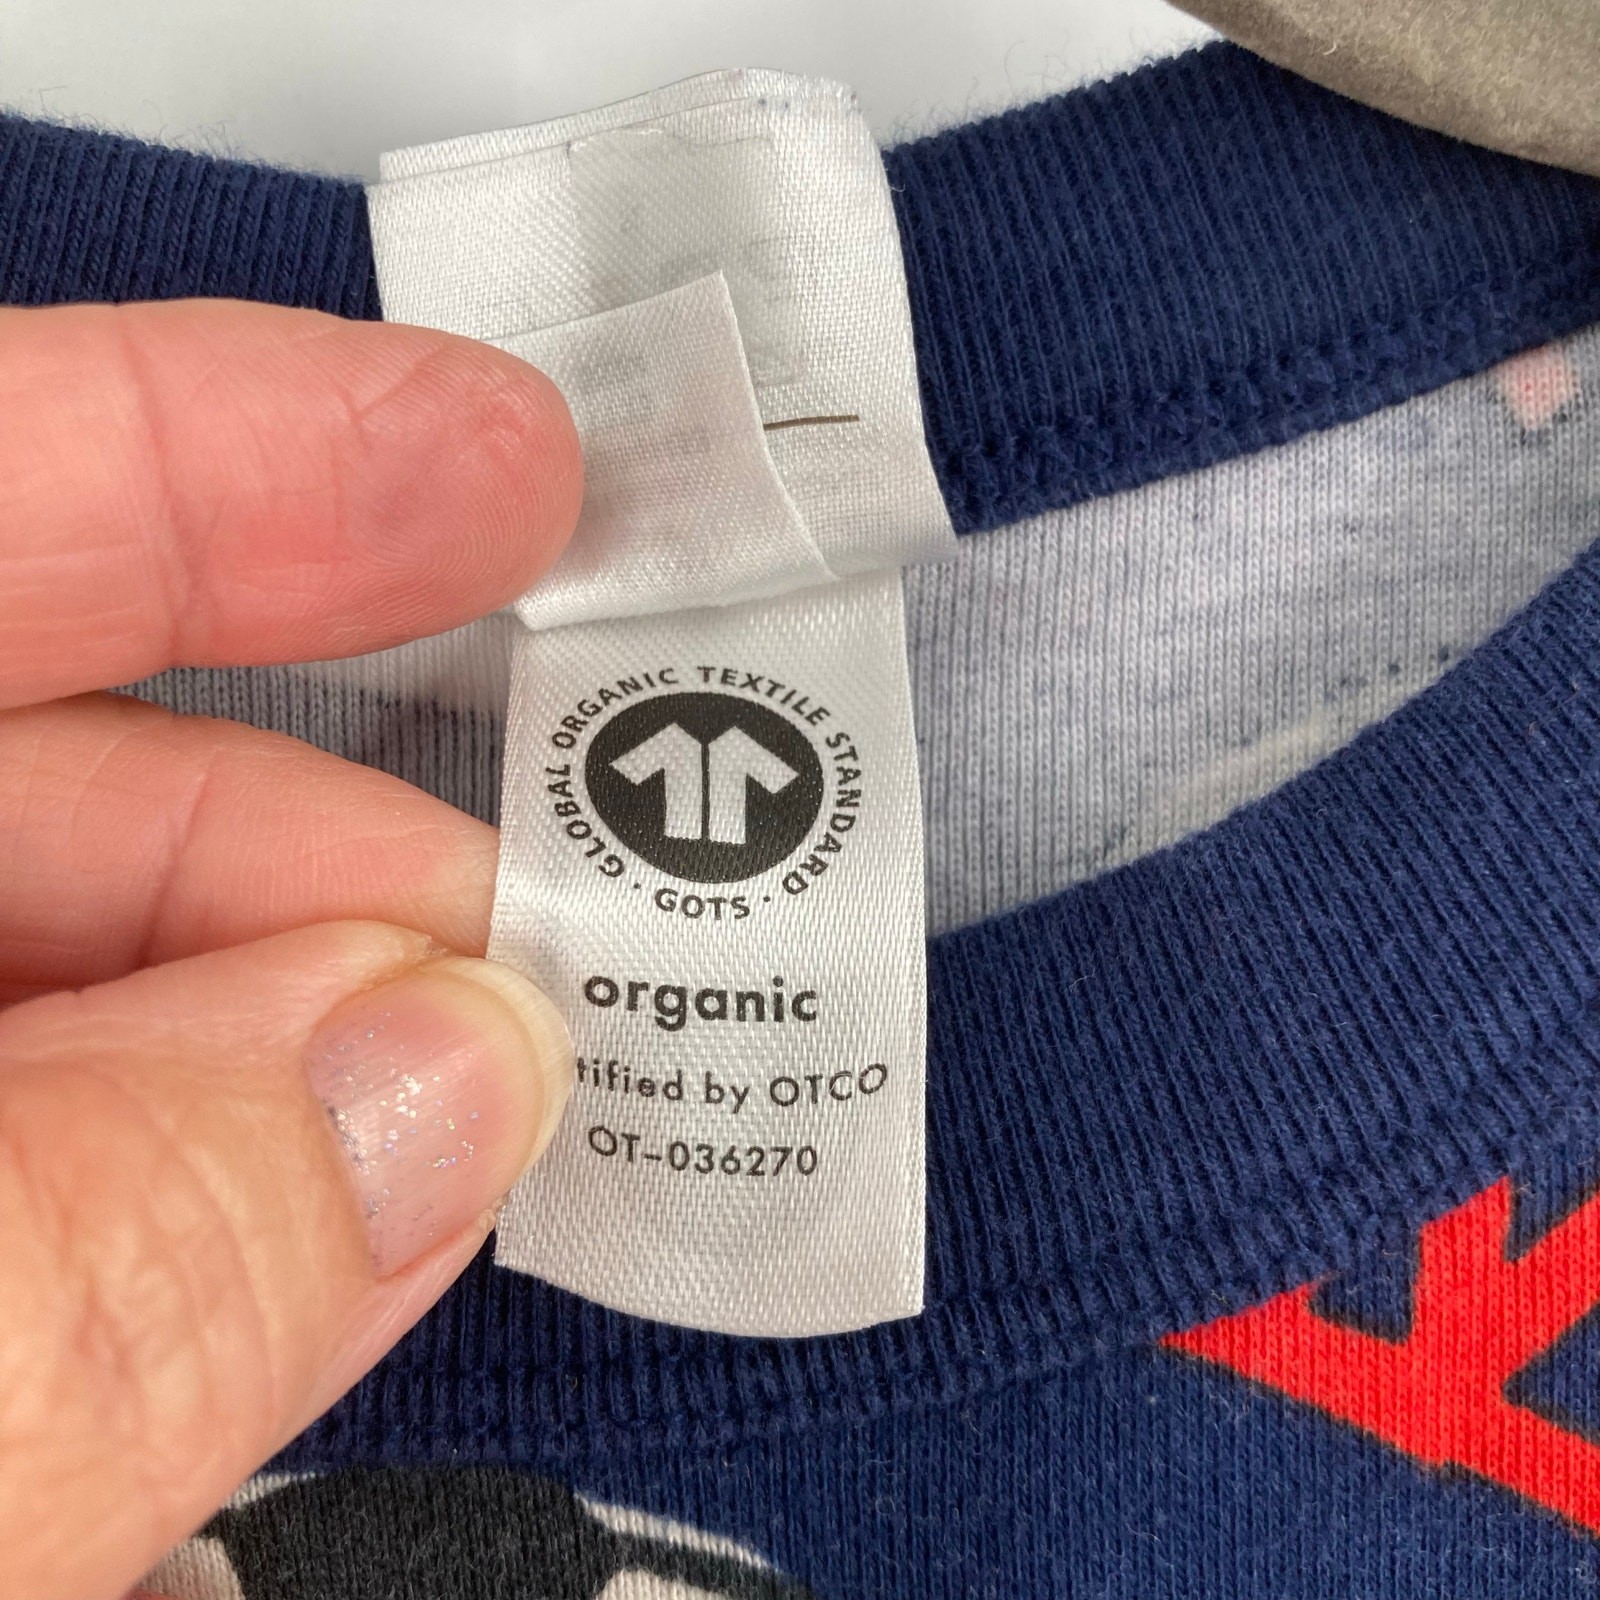 GLOBAL ORGANIC TEXTILE STANDARD · GOTS ·
organic
tified by OTCO
OT-036270